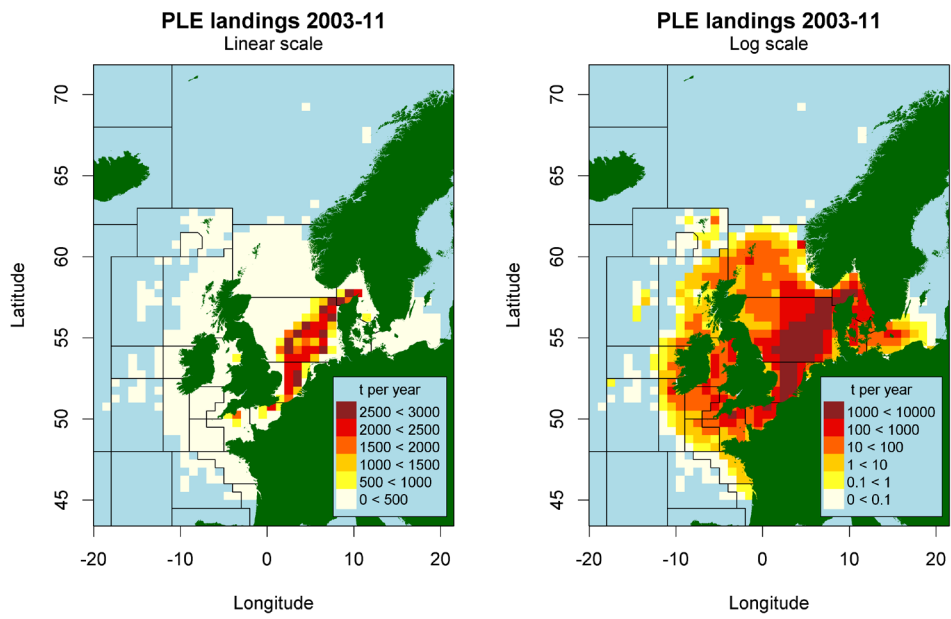 PLE landings 2003-11
Linear scale
70
65
60
55
50
45
Latitude
t per year
2500 < 3000
2000 < 2500
1500 < 2000
1000 < 1500
500 < 1000
0 < 500
-20 -10 0 10 20
Longitude
PLE landings 2003-11
Log scale
70
65
60
55
50
45
Latitude
t per year
1000 < 10000
100 < 1000
10 < 100
1 < 10
0.1 < 1
0 < 0.1
-20 -10 0 10 20
Longitude